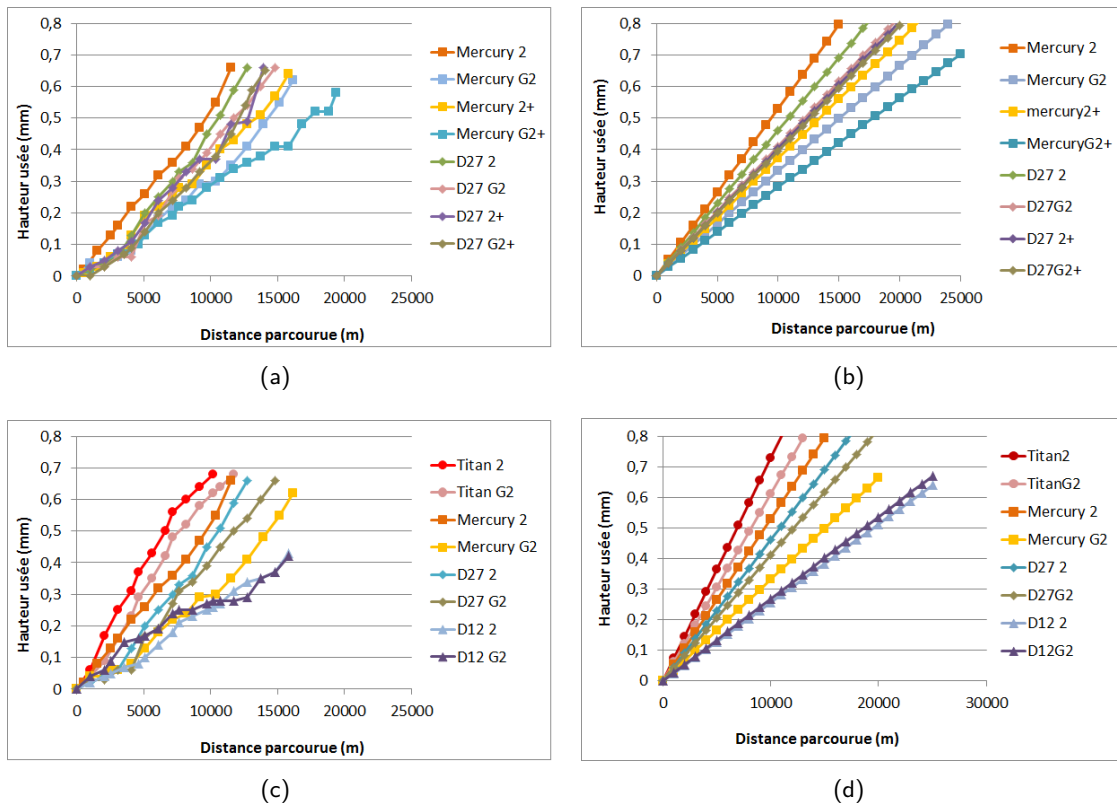 0,8
0,7
0,6
0,5
0,4
0,3
0,2
0,1
0
Hauteur usée (mm)
0 5000 10000 15000 20000 25000
Distance parcourue (m)
Mercury 2
Mercury G2
Mercury 2+
Mercury G2+
D27 2
D27 G2
D27 2+
D27 G2+
(a)
0,8
0,7
0,6
0,5
0,4
0,3
0,2
0,1
0
Hauteur usée (mm)
0 5000 10000 15000 20000 25000
Distance parcourue (m)
Mercury 2
Mercury G2
mercury2+
MercuryG2+
D27 2
D27G2
D27 2+
D27G2+
(b)
0,8
0,7
0,6
0,5
0,4
0,3
0,2
0,1
0
Hauteur usée (mm)
0 5000 10000 15000 20000 25000
Distance parcourue (m)
Titan 2
Titan G2
Mercury 2
Mercury G2
D27 2
D27 G2
D12 2
D12 G2
(c)
0,8
0,7
0,6
0,5
0,4
0,3
0,2
0,1
0
Hauteur usée (mm)
0 10000 20000 30000
Distance parcourue (m)
Titan2
TitanG2
Mercury 2
Mercury G2
D27 2
D27G2
D12 2
D12G2
(d)